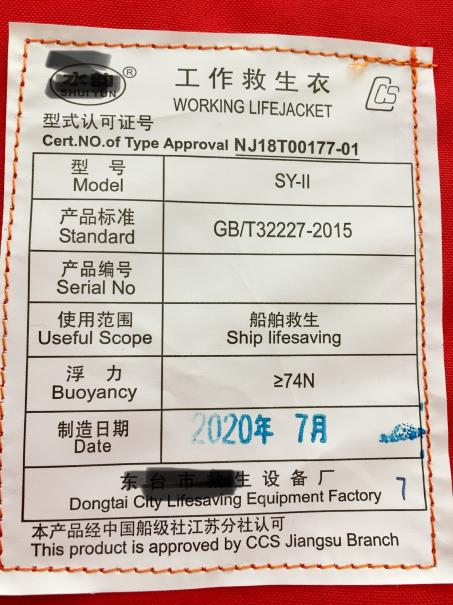 SHUIYUN
®
工作救生衣
WORKING LIFEJACKET
CCS
型式认可证号
Cert.NO.of Type Approval NJ18T00177-01
型 号
Model
SY-II
产品标准
Standard
GB/T32227-2015
产品编号
Serial No
使用范围
Useful Scope
船舶救生
Ship lifesaving
浮 力
Buoyancy
≥74N
制造日期
Date
2020年 7月
东台市救生设备厂
Dongtai City Lifesaving Equipment Factory
7
本产品经中国船级社江苏分社认可
This product is approved by CCS Jiangsu Branch